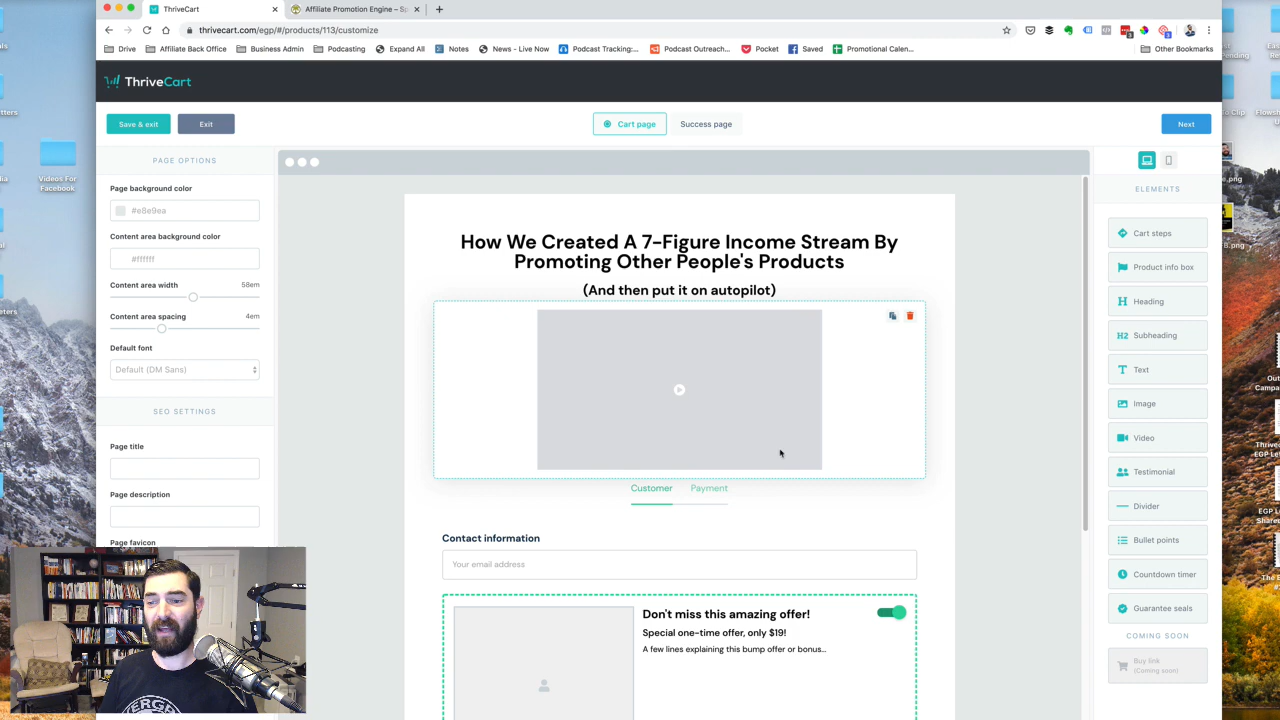 ThriveCart
Affiliate Promotion Engine – Sp
thrivecart.com/egp/#/products/113/customize
Drive
Affiliate Back Office
Business Admin
Podcasting
Expand All
Notes
News - Live Now
Podcast Tracking:...
Podcast Outreach...
Pocket
Saved
Promotional Calen...
Other Bookmarks
ThriveCart
Save & exit
Exit
Cart page
Success page
Next
PAGE OPTIONS
Page background color
#e8e9ea
Content area background color
#ffffff
Content area width
58em
Content area spacing
4em
Default font
Default (DM Sans)
SEO SETTINGS
Page title
Page description
Page favicon
How We Created A 7-Figure Income Stream By
Promoting Other People's Products
(And then put it on autopilot)
Customer
Payment
Contact information
Your email address
Don't miss this amazing offer!
Special one-time offer, only $19!
A few lines explaining this bump offer or bonus...
ELEMENTS
Cart steps
Product info box
Heading
Subheading
Text
Image
Video
Testimonial
Divider
Bullet points
Countdown timer
Guarantee seals
COMING SOON
Buy link
(Coming soon)
Videos For
Facebook